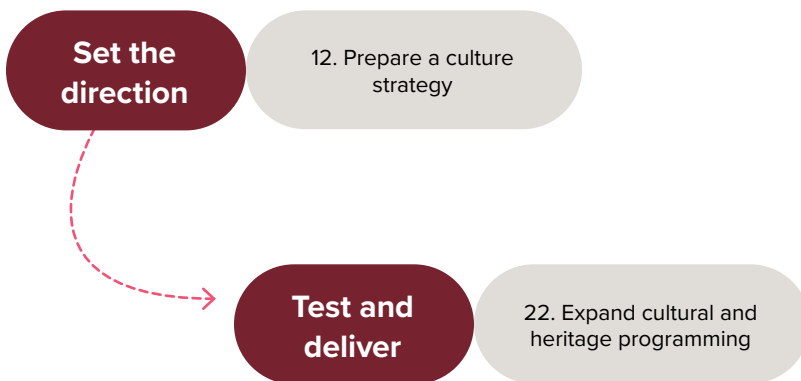 Set the
direction
12. Prepare a culture
strategy
Test and
deliver
22. Expand cultural and
heritage programming